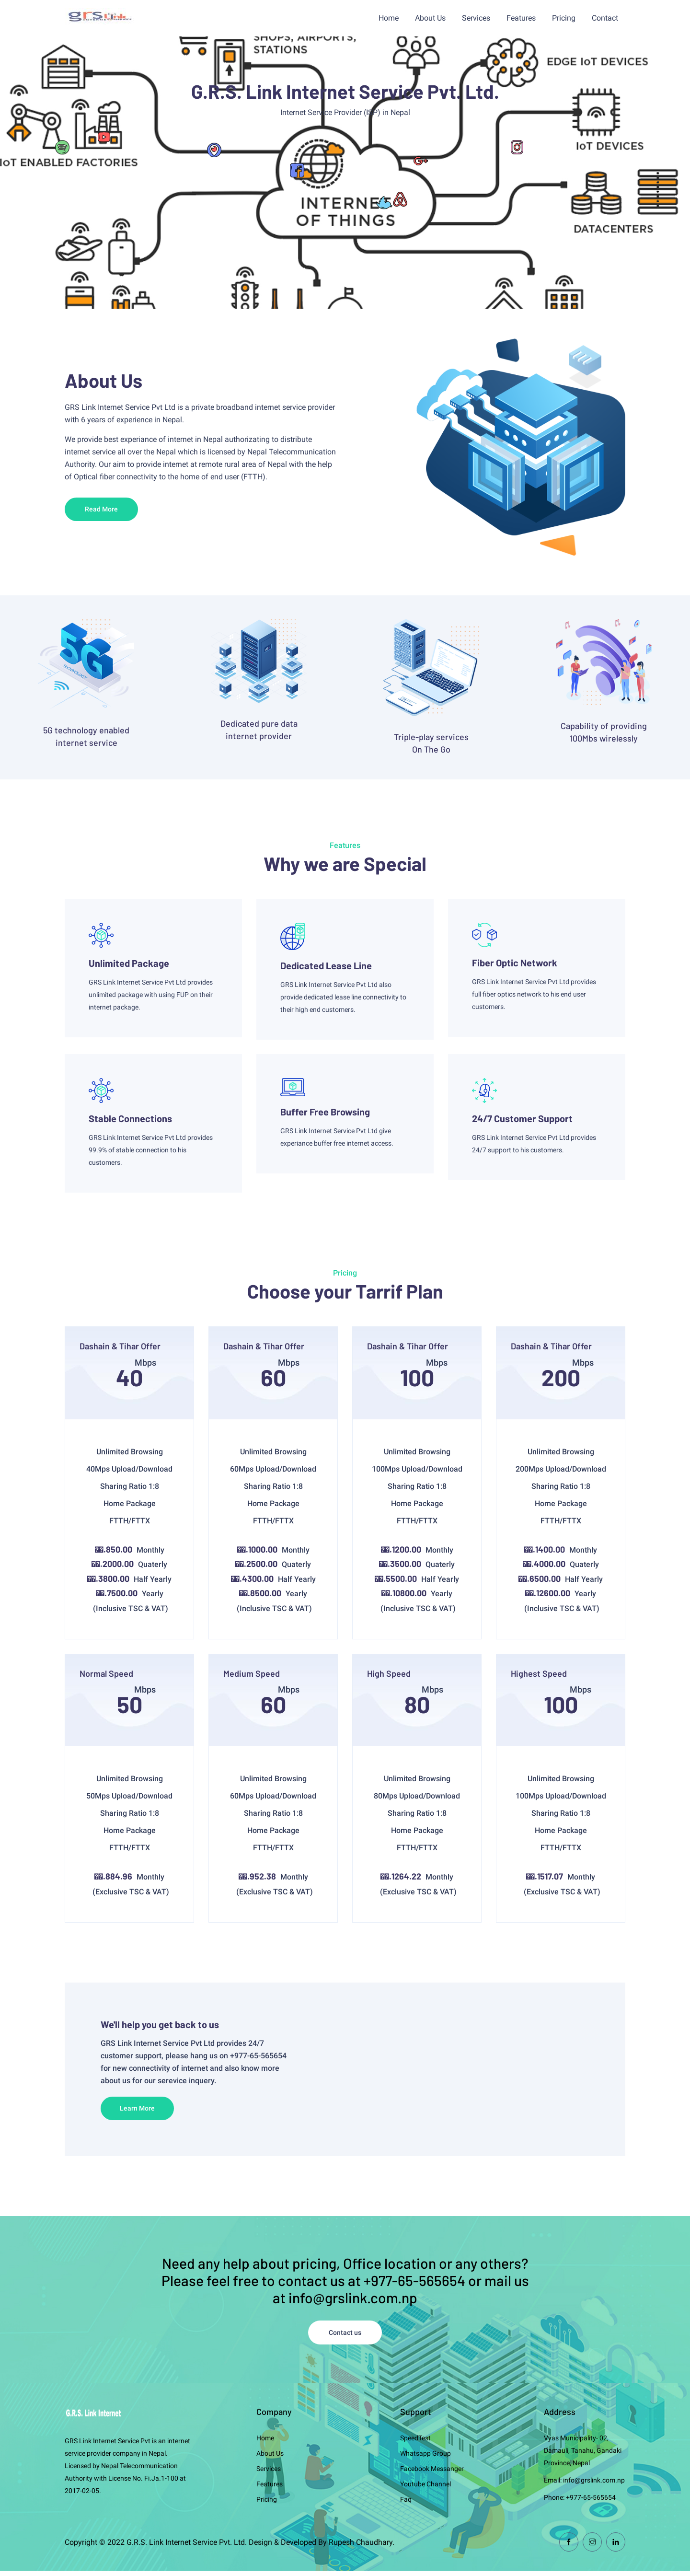 grs Link
Home
About Us
Services
Features
Pricing
Contact
SHOPS, AIRPORTS,
STATIONS
EDGE IoT DEVICES
G.R.S. Link Internet Service Pvt. Ltd.
Internet Service Provider (ISP) in Nepal
IoT ENABLED FACTORIES
IoT DEVICES
INTERNET
OF THINGS
DATACENTERS
About Us
GRS Link Internet Service Pvt Ltd is a private broadband internet service provider
with 6 years of experience in Nepal.
We provide best experiance of internet in Nepal authorizating to distribute
internet service all over the Nepal which is licensed by Nepal Telecommunication
Authority. Our aim to provide internet at remote rural area of Nepal with the help
of Optical fiber connectivity to the home of end user (FTTH).
Read More
5G
5G technology enabled
internet service
Dedicated pure data
internet provider
Triple-play services
On The Go
Capability of providing
100Mbs wirelessly
Features
Why we are Special
Unlimited Package
GRS Link Internet Service Pvt Ltd provides
unlimited package with using FUP on their
internet package.
Dedicated Lease Line
GRS Link Internet Service Pvt Ltd also
provide dedicated lease line connectivity to
their high end customers.
Fiber Optic Network
GRS Link Internet Service Pvt Ltd provides
full fiber optics network to his end user
customers.
Stable Connections
GRS Link Internet Service Pvt Ltd provides
99.9% of stable connection to his
customers.
Buffer Free Browsing
GRS Link Internet Service Pvt Ltd give
experiance buffer free internet access.
24/7 Customer Support
GRS Link Internet Service Pvt Ltd provides
24/7 support to his customers.
Pricing
Choose your Tarrif Plan
Dashain & Tihar Offer
Mbps
40
Unlimited Browsing
40Mps Upload/Download
Sharing Ratio 1:8
Home Package
FTTH/FTTX
.850.00 Monthly
.2000.00 Quaterly
.3800.00 Half Yearly
.7500.00 Yearly
(Inclusive TSC & VAT)
Dashain & Tihar Offer
Mbps
60
Unlimited Browsing
60Mps Upload/Download
Sharing Ratio 1:8
Home Package
FTTH/FTTX
.1000.00 Monthly
.2500.00 Quaterly
.4300.00 Half Yearly
.8500.00 Yearly
(Inclusive TSC & VAT)
Dashain & Tihar Offer
Mbps
100
Unlimited Browsing
100Mps Upload/Download
Sharing Ratio 1:8
Home Package
FTTH/FTTX
.1200.00 Monthly
.3500.00 Quaterly
.5500.00 Half Yearly
.10800.00 Yearly
(Inclusive TSC & VAT)
Dashain & Tihar Offer
Mbps
200
Unlimited Browsing
200Mps Upload/Download
Sharing Ratio 1:8
Home Package
FTTH/FTTX
.1400.00 Monthly
.4000.00 Quaterly
.6500.00 Half Yearly
.12600.00 Yearly
(Inclusive TSC & VAT)
Normal Speed
Mbps
50
Unlimited Browsing
50Mps Upload/Download
Sharing Ratio 1:8
Home Package
FTTH/FTTX
.884.96 Monthly
(Exclusive TSC & VAT)
Medium Speed
Mbps
60
Unlimited Browsing
60Mps Upload/Download
Sharing Ratio 1:8
Home Package
FTTH/FTTX
.952.38 Monthly
(Exclusive TSC & VAT)
High Speed
Mbps
80
Unlimited Browsing
80Mps Upload/Download
Sharing Ratio 1:8
Home Package
FTTH/FTTX
.1264.22 Monthly
(Exclusive TSC & VAT)
Highest Speed
Mbps
100
Unlimited Browsing
100Mps Upload/Download
Sharing Ratio 1:8
Home Package
FTTH/FTTX
.1517.07 Monthly
(Exclusive TSC & VAT)
We'll help you get back to us
GRS Link Internet Service Pvt Ltd provides 24/7
customer support, please hang us on +977-65-565654
for new connectivity of internet and also know more
about us for our serevice inquery.
Learn More
Need any help about pricing, Office location or any others?
Please feel free to contact us at +977-65-565654 or mail us
at info@grslink.com.np
Contact us
G.R.S. Link Internet
GRS Link Internet Service Pvt is an internet
service provider company in Nepal.
Licensed by Nepal Telecommunication
Authority with License No. Fi.Ja.1-100 at
2017-02-05.
Company
Home
About Us
Services
Features
Pricing
Support
SpeedTest
Whatsapp Group
Facebook Messanger
Youtube Channel
Faq
Address
Vyas Municipality- 02,
Damauli, Tanahu, Gandaki
Province, Nepal
Email: info@grslink.com.np
Phone: +977-65-565654
Copyright © 2022 G.R.S. Link Internet Service Pvt. Ltd. Design & Developed By Rupesh Chaudhary.